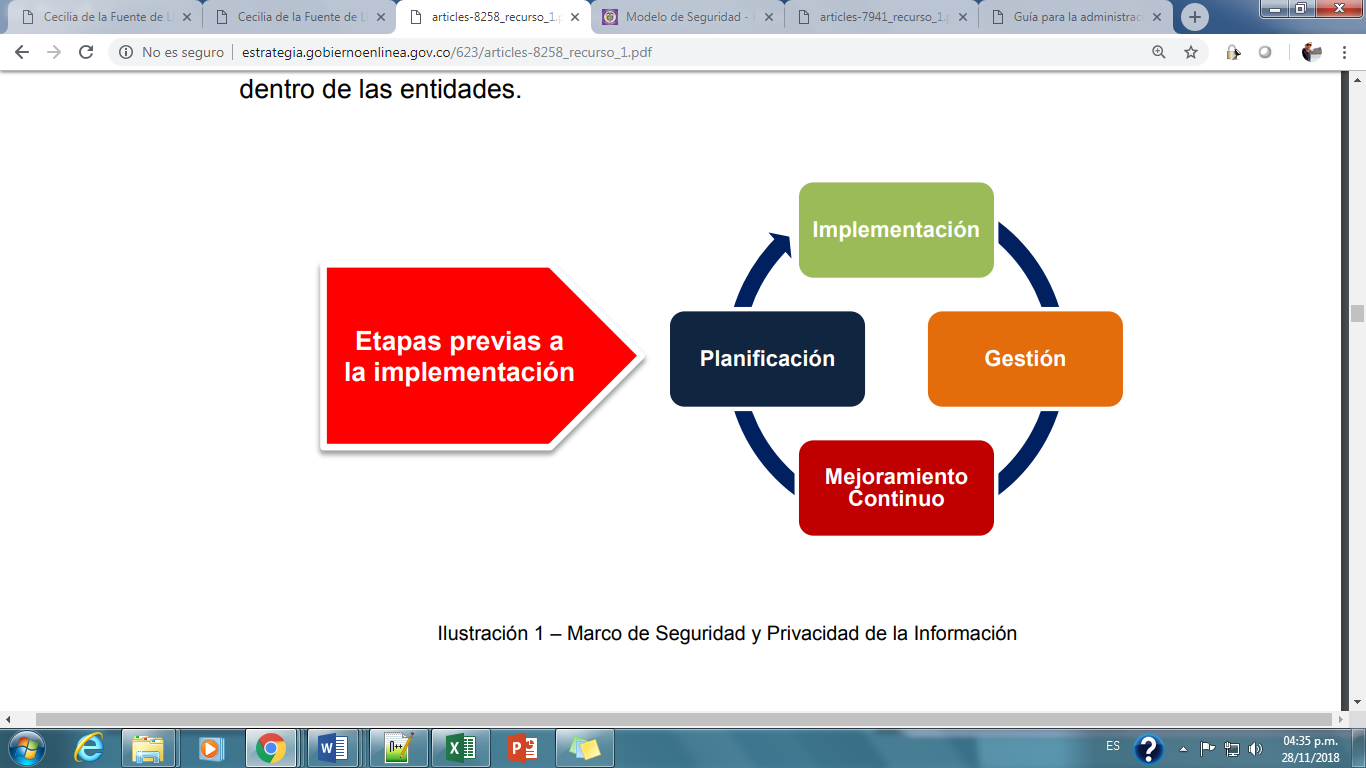 Cecilia de la Fuente de Ll
Cecilia de la Fuente de Ll
articles-8258_recurso_1.p
Modelo de Seguridad -
articles-7941_recurso_1.p
Guía para la administrac
No es seguro
estrategia.gobiernoenlinea.gov.co/623/articles-8258_recurso_1.pdf
dentro de las entidades.
Etapas previas a
la implementación
Implementación
Planificación
Gestión
Mejoramiento
Continuo
Ilustración 1 – Marco de Seguridad y Privacidad de la Información
ES
04:35 p.m.
28/11/2018